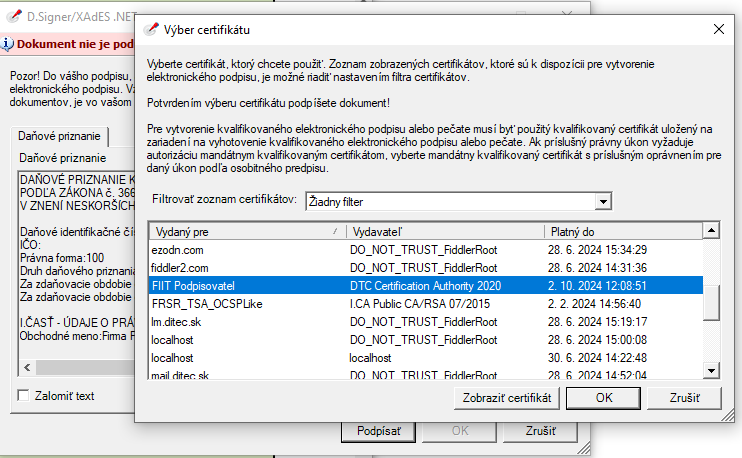 D.Signer/XAdES .NET
Dokument nie je pod
Pozor! Do vášho podpisu,
elektronického podpisu.
dokumentov, je vo vašom
Daňové priznanie
Daňové priznanie
DAŇOVÉ PRIZNANIE K
PODĽA ZÁKONA č. 366
V ZNENÍ NESKORŠÍCH
Daňové identifikačné čís
IČO:
Právna forma:100
Druh daňového priznania
Za zdaňovacie obdobie
Za zdaňovacie obdobie
I.ČASŤ - ÚDAJE O PRÁ
Obchodné meno:Firma F
Zalomiť text
Podpísať
OK
Zrušiť
Výber certifikátu
Vyberte certifikát, ktorý chcete použiť. Zoznam zobrazených certifikátov, ktoré sú k dispozícii pre vytvorenie
elektronického podpisu, je možné riadiť nastavením filtra certifikátov.
Potvrdením výberu certifikátu podpíšete dokument!
Pre vytvorenie kvalifikovaného elektronického podpisu alebo pečate musí byť použitý kvalifikovaný certifikát uložený na
zariadení na vyhotovenie kvalifikovaného elektronického podpisu alebo pečate. Ak príslušný právny úkon vyžaduje
autorizáciu mandátnym kvalifikovaným certifikátom, vyberte mandátny kvalifikovaný certifikát s príslušným oprávnením pre
daný úkon podľa osobitného predpisu.
Filtrovať zoznam certifikátov: Žiadny filter
Vydaný pre Vydavateľ Platný do
ezodn.com DO_NOT_TRUST_FiddlerRoot 28. 6. 2024 15:34:29
fiddler2.com DO_NOT_TRUST_FiddlerRoot 28. 6. 2024 14:31:36
FIIT Podpisovatel DTC Certification Authority 2020 2. 10. 2024 12:08:51
FRSR_TSA_OCSPLike I.CA Public CA/RSA 07/2015 2. 2. 2024 14:56:40
lm.ditec.sk DO_NOT_TRUST_FiddlerRoot 28. 6. 2024 15:19:17
localhost DO_NOT_TRUST_FiddlerRoot 28. 6. 2024 15:00:08
localhost localhost 30. 6. 2024 14:22:48
mail.ditec.sk DO_NOT_TRUST_FiddlerRoot 28. 6. 2024 14:52:04
Zobraziť certifikát
OK
Zrušiť